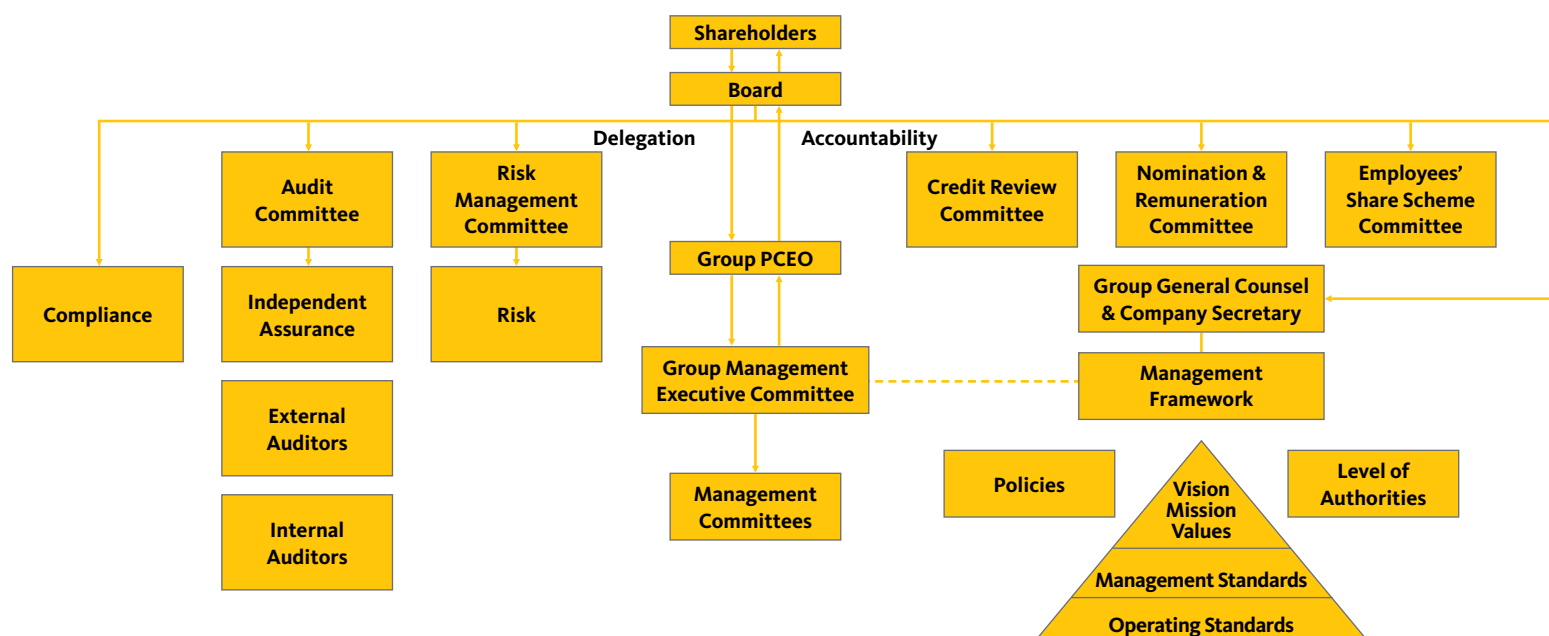 Shareholders
Board
Delegation
Accountability
Audit
Committee
Risk
Management
Committee
Credit Review
Committee
Nomination &
Remuneration
Committee
Employees’
Share Scheme
Committee
Group PCEO
Compliance
Independent
Assurance
Risk
Group General Counsel
& Company Secretary
Group Management
Executive Committee
Management
Framework
External
Auditors
Policies
Vision
Mission
Values
Level of
Authorities
Management
Committees
Internal
Auditors
Management Standards
Operating Standards